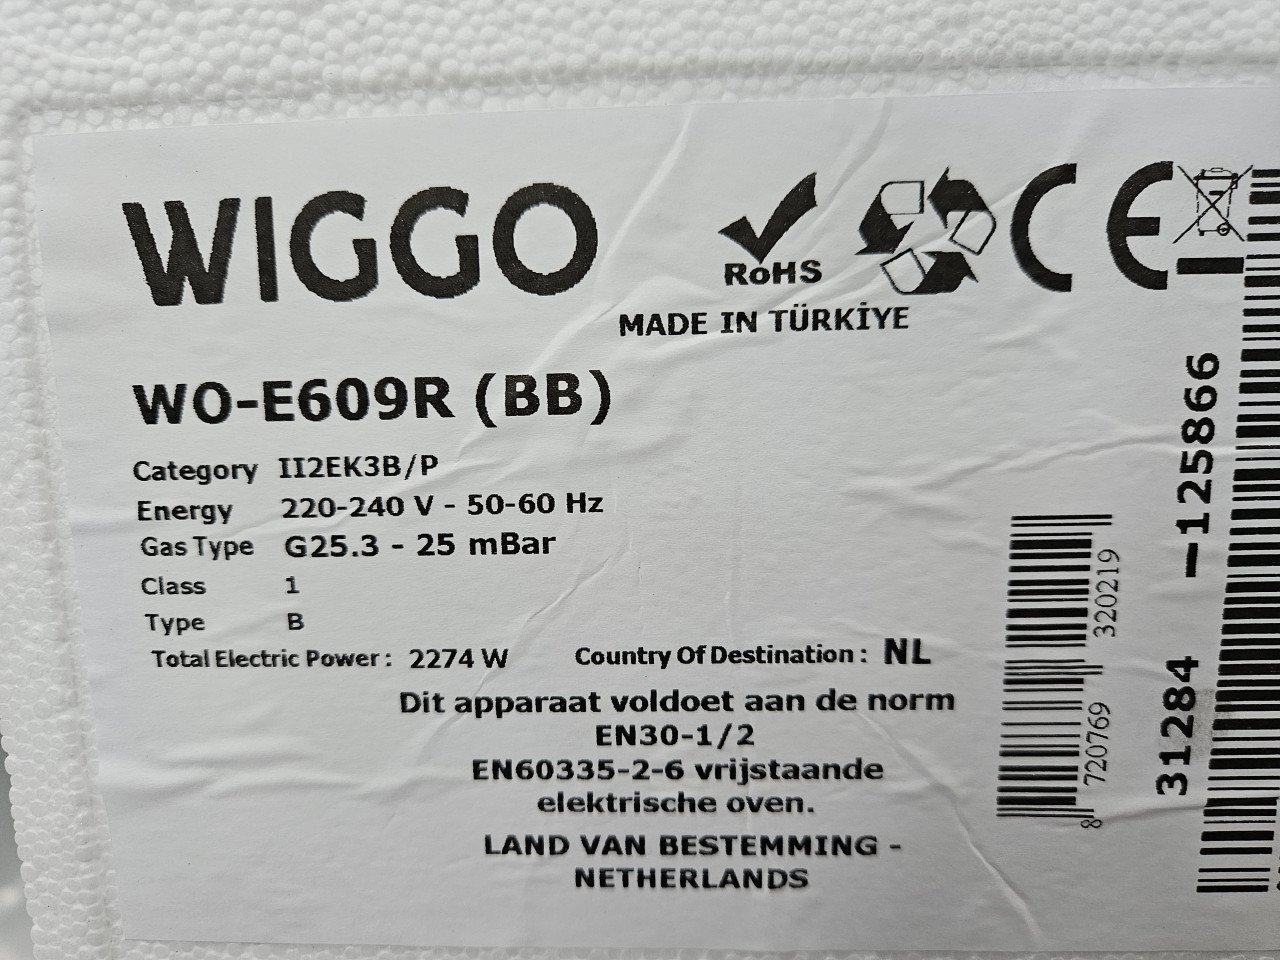 WIGGO
RoHS
CE
MADE IN TÜRKİYE
WO-E609R (BB)
Category II2EK3B/P
Energy 220-240 V - 50-60 Hz
Gas Type G25.3 - 25 mBar
Class 1
Type B
Total Electric Power: 2274 W
Country Of Destination: NL
Dit apparaat voldoet aan de norm
EN30-1/2
EN60335-2-6 vrijstaande
elektrische oven.
LAND VAN BESTEMMING -
NETHERLANDS
8 720769 320219
31284 -125866